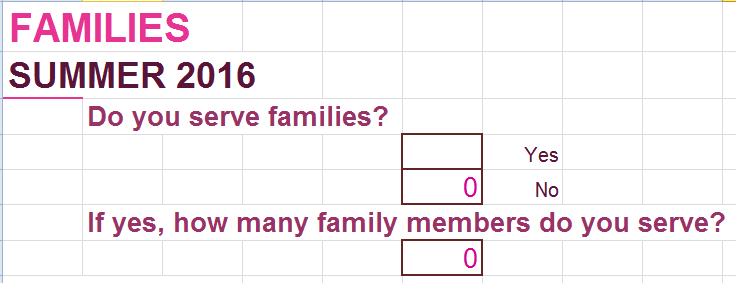 FAMILIES
SUMMER 2016
Do you serve families?
Yes
0 No
If yes, how many family members do you serve?
0